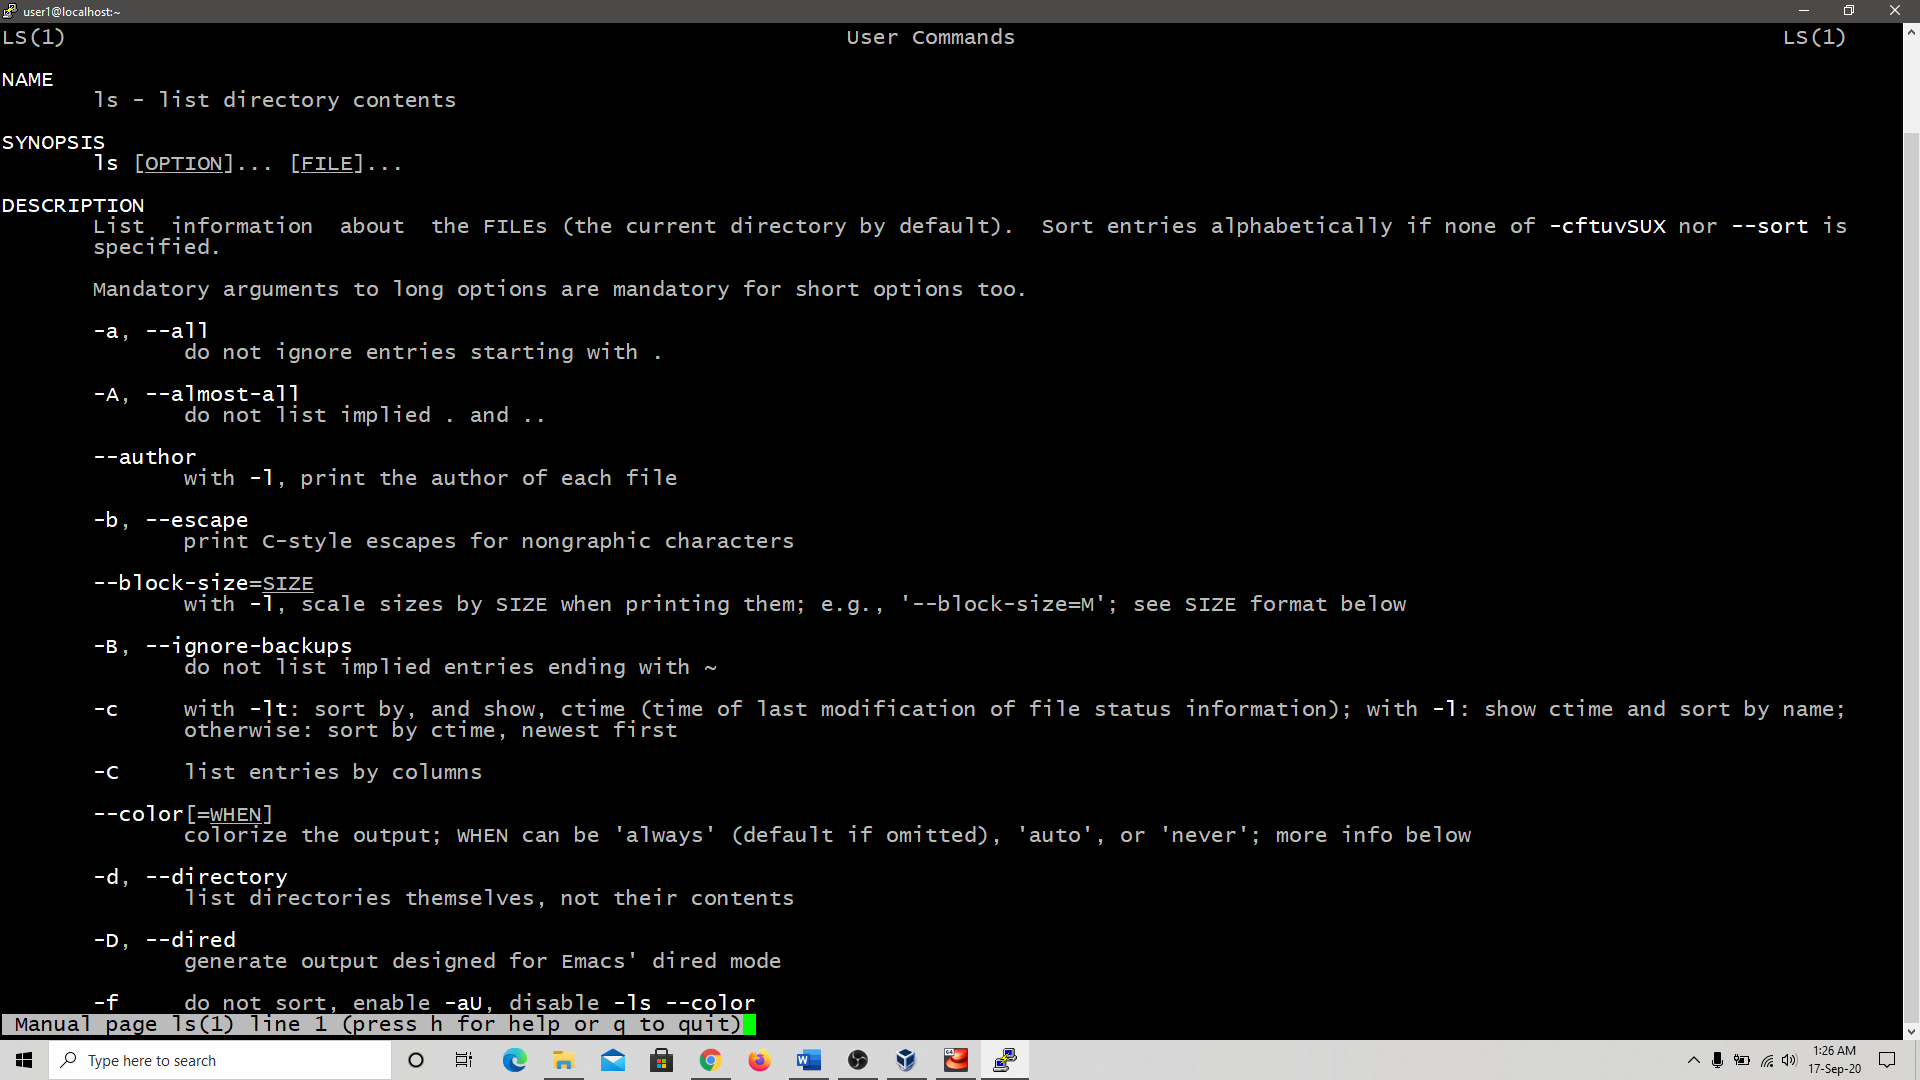 user1@localhost:~
LS(1) User Commands LS(1)
NAME
ls - list directory contents
SYNOPSIS
ls [OPTION]... [FILE]...
DESCRIPTION
List information about the FILEs (the current directory by default). Sort entries alphabetically if none of -cftuvSUX nor --sort is
specified.
Mandatory arguments to long options are mandatory for short options too.
-a, --all
do not ignore entries starting with .
-A, --almost-all
do not list implied . and ..
--author
with -l, print the author of each file
-b, --escape
print C-style escapes for nongraphic characters
--block-size=SIZE
with -l, scale sizes by SIZE when printing them; e.g., '--block-size=M'; see SIZE format below
-B, --ignore-backups
do not list implied entries ending with ~
-c with -lt: sort by, and show, ctime (time of last modification of file status information); with -l: show ctime and sort by name;
otherwise: sort by ctime, newest first
-C list entries by columns
--color[=WHEN]
colorize the output; WHEN can be 'always' (default if omitted), 'auto', or 'never'; more info below
-d, --directory
list directories themselves, not their contents
-D, --dired
generate output designed for Emacs' dired mode
-f do not sort, enable -aU, disable -ls --color
Manual page ls(1) line 1 (press h for help or q to quit)
Type here to search
1:26 AM
17-Sep-20